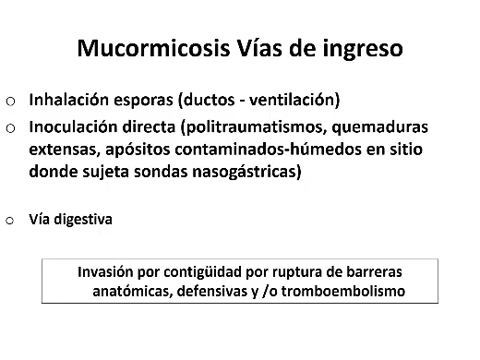 Mucormicosis Vías de ingreso
o Inhalación esporas (ductos - ventilación)
o Inoculación directa (politraumatismos, quemaduras
extensas, apósitos contaminados-húmedos en sitio
donde sujeta sondas nasogástricas)
o Vía digestiva
Invasión por contigüidad por ruptura de barreras
anatómicas, defensivas y /o tromboembolismo